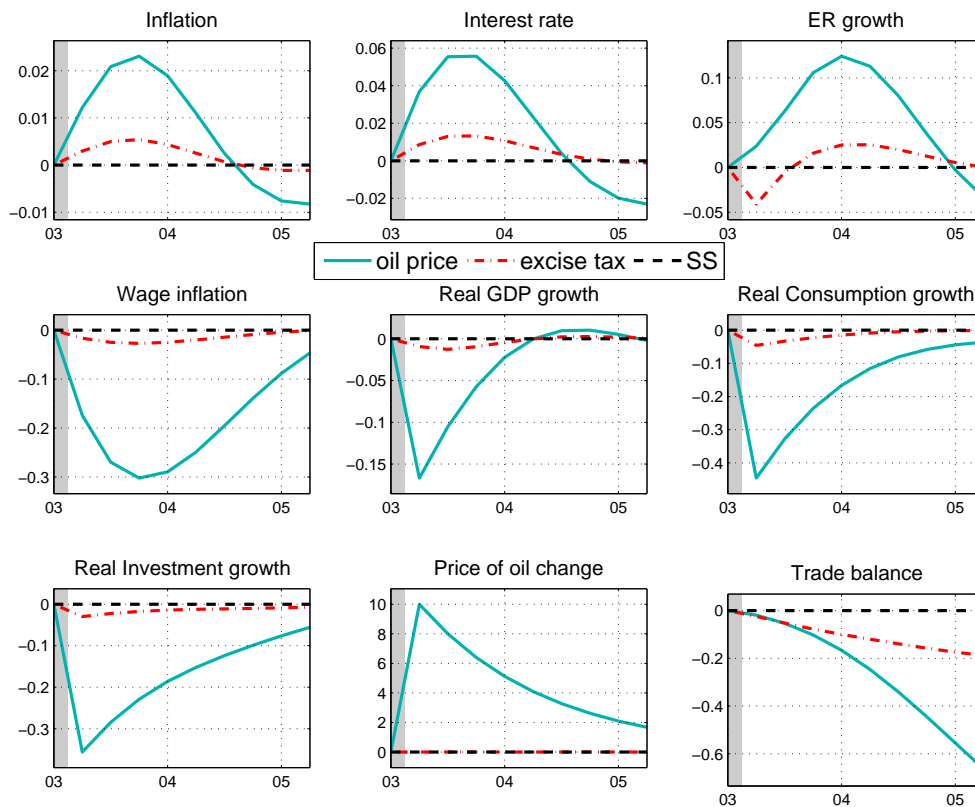 Inflation
0.02
0.01
0
−0.01
03 04 05
Interest rate
0.06
0.04
0.02
0
−0.02
03 04 05
ER growth
0.1
0.05
0
−0.05
03 04 05
oil price excise tax SS
Wage inflation
0
−0.1
−0.2
−0.3
03 04 05
Real GDP growth
0
−0.05
−0.1
−0.15
03 04 05
Real Consumption growth
0
−0.1
−0.2
−0.3
−0.4
03 04 05
Real Investment growth
0
−0.1
−0.2
−0.3
03 04 05
Price of oil change
10
8
6
4
2
0
03 04 05
Trade balance
0
−0.2
−0.4
−0.6
03 04 05